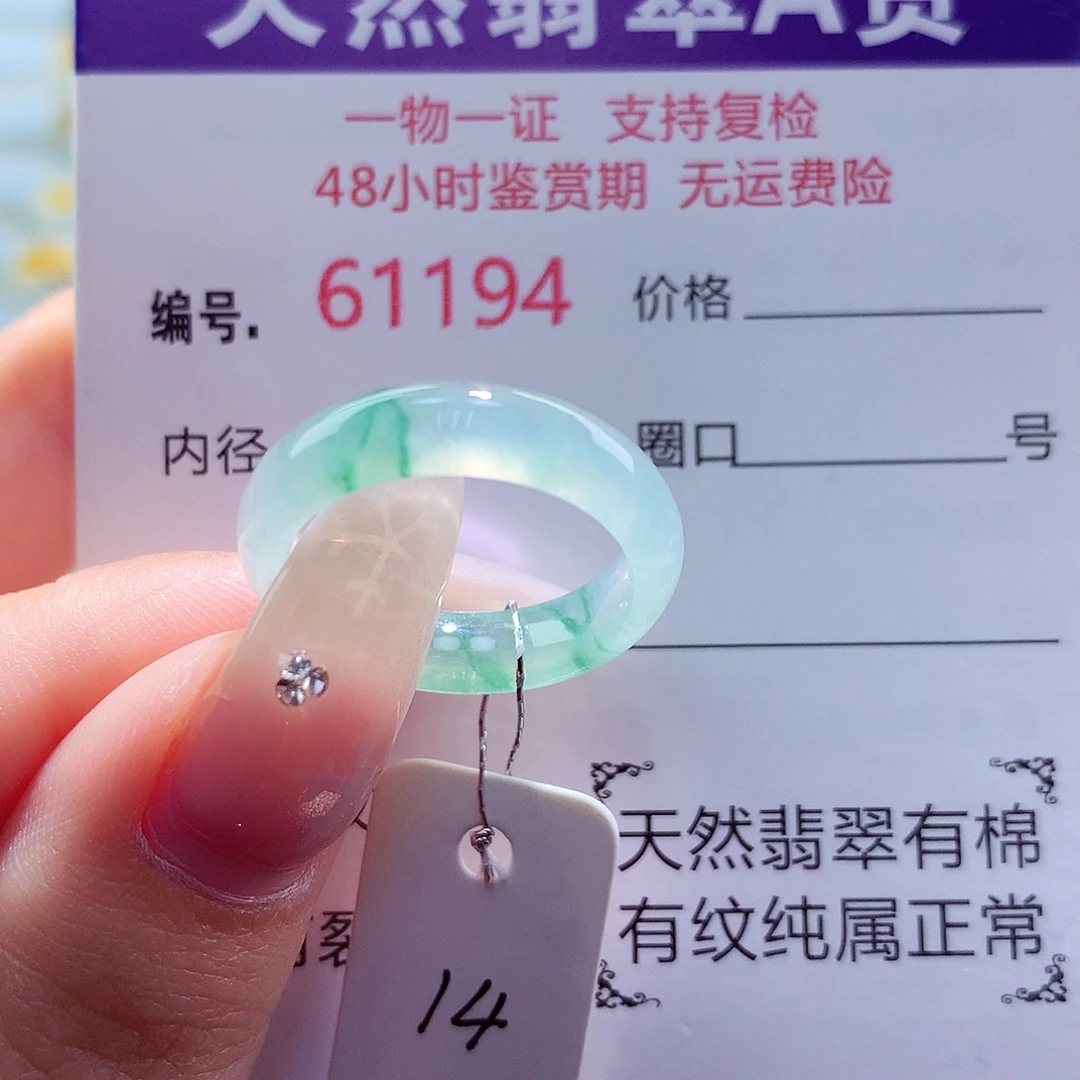 天然翡翠A货
一物一证 支持复检
48小时鉴赏期 无运费险
编号. 61194 价格
内径 圈口 号
天然翡翠有棉
裂 有纹纯属正常
14